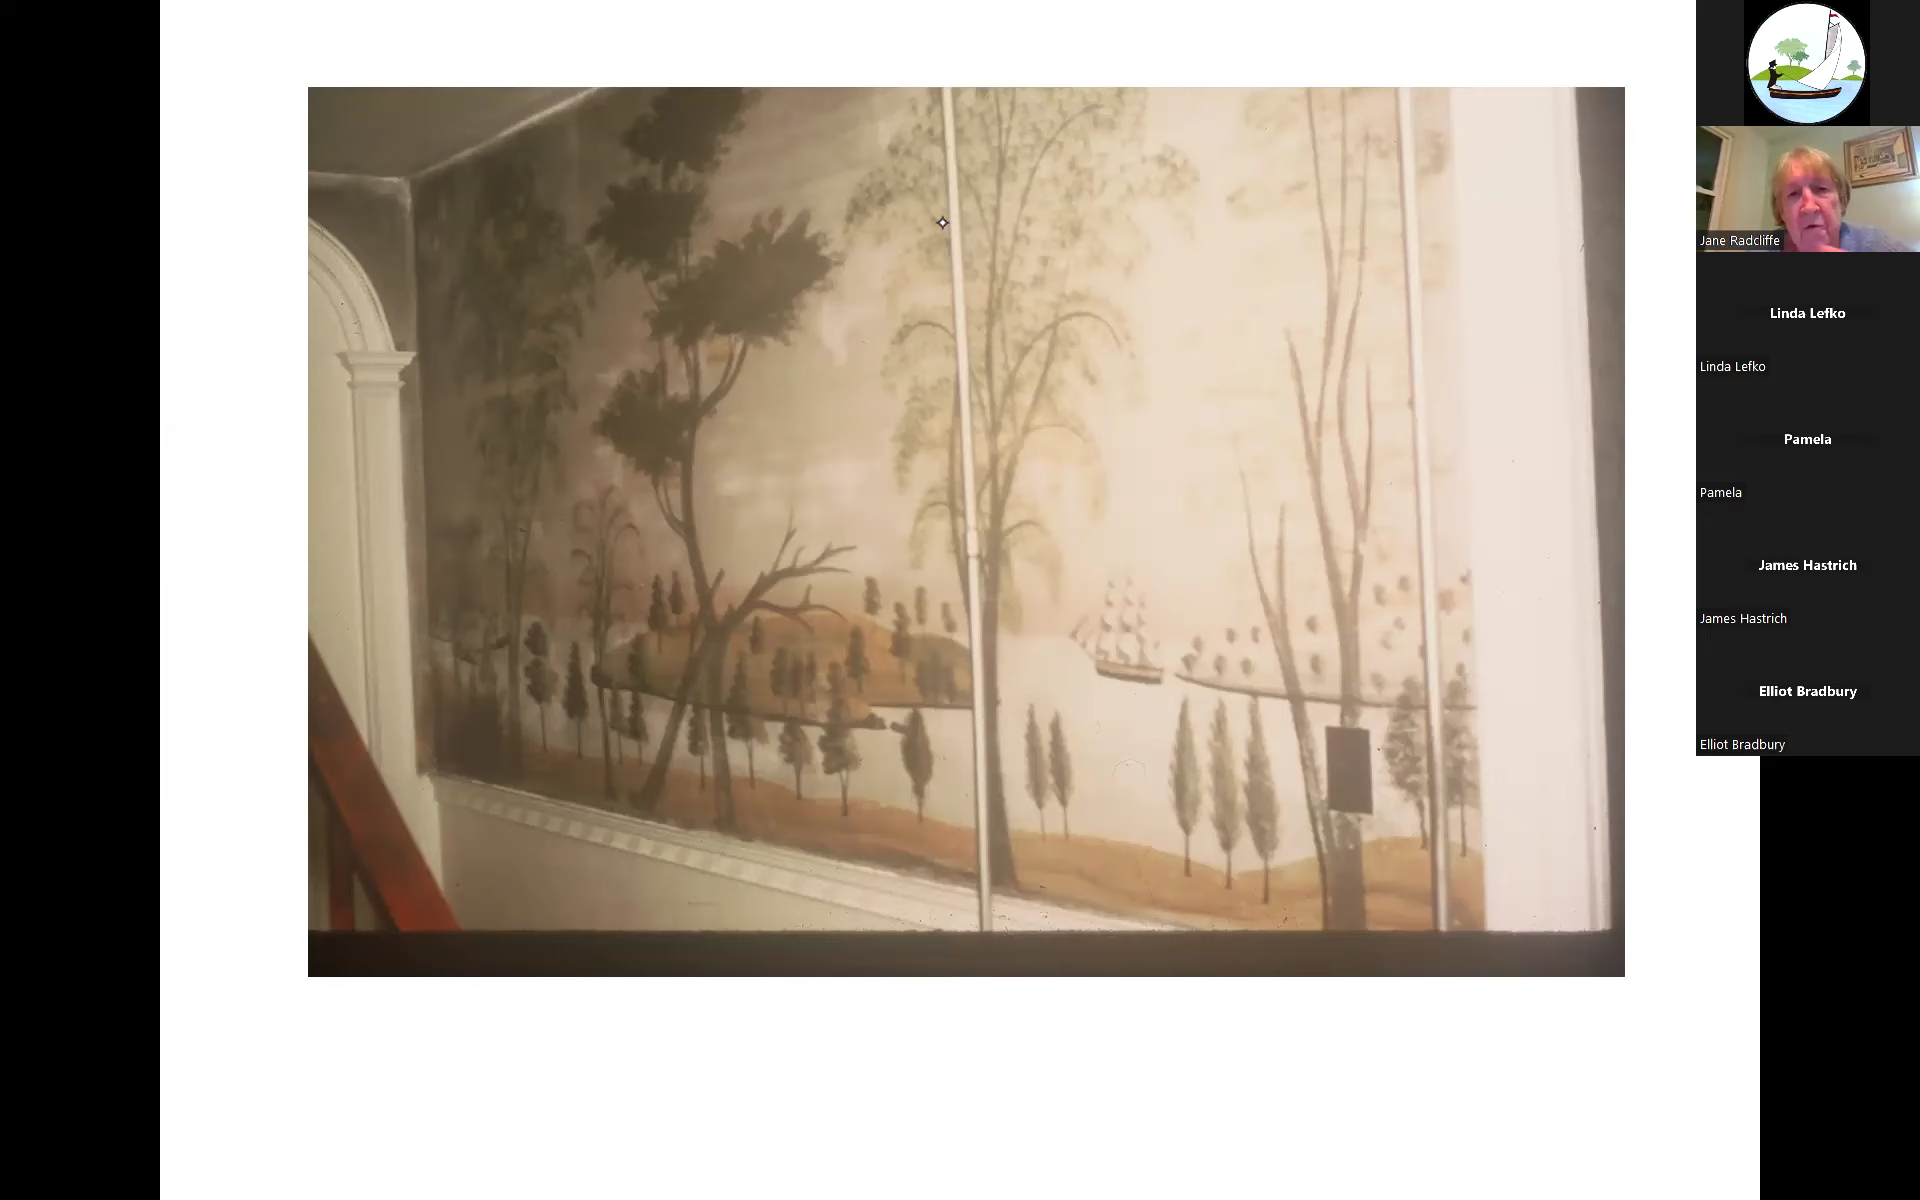 Jane Radcliffe
Linda Lefko
Linda Lefko
Pamela
Pamela
James Hastrich
James Hastrich
Elliot Bradbury
Elliot Bradbury